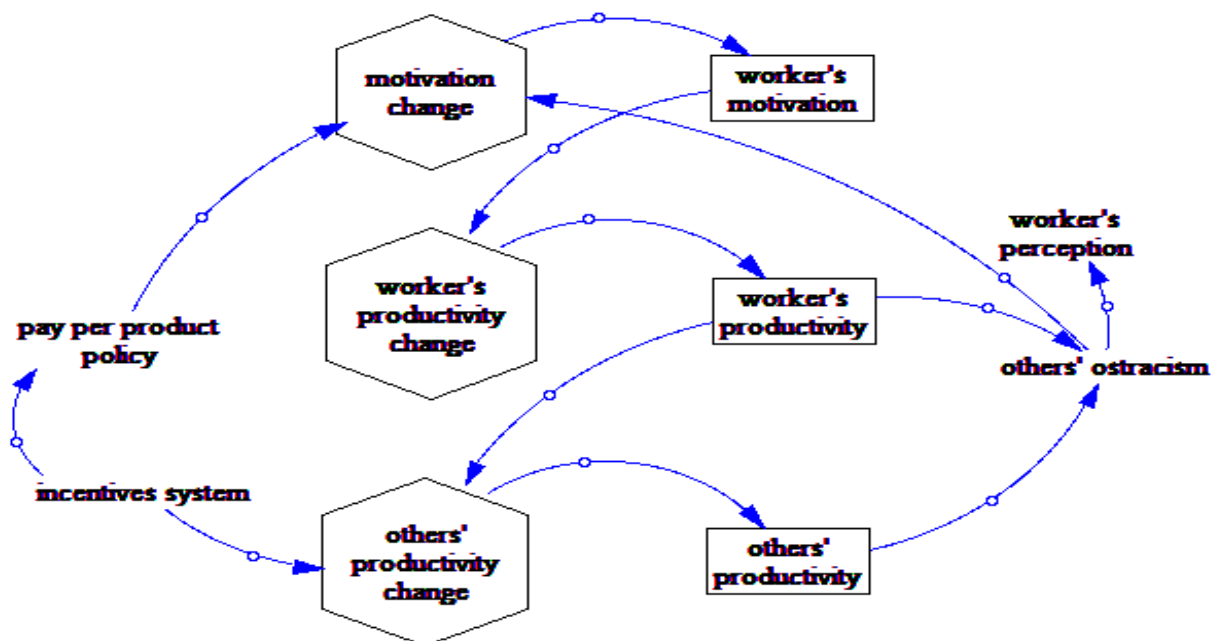 motivation
change
worker's
motivation
worker's
perception
worker's
productivity
change
worker's
productivity
pay per product
policy
others' ostracism
incentives system
others'
productivity
change
others'
productivity